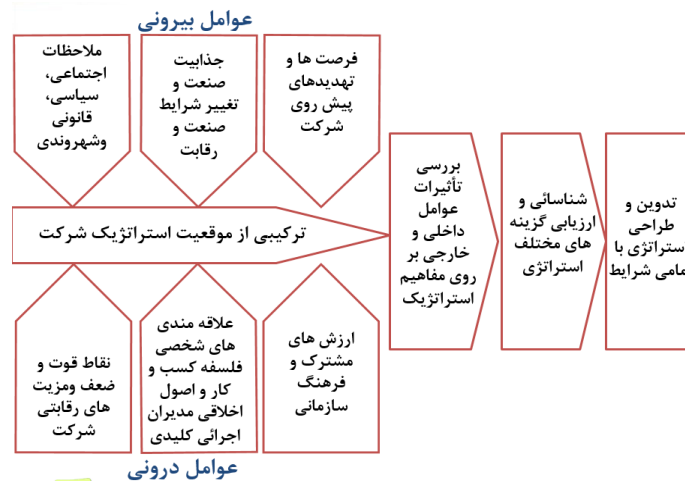 عوامل بیرونی
فرصت ها و
تهدیدهای
پیش روی
شرکت
جذابیت
صنعت و
تغییر شرایط
صنعت و
رقابت
ملاحظات
اجتماعی،
سیاسی،
قانونی
وشهروندی
ترکیبی از موقعیت استراتژیک شرکت
بررسی
تأثیرات
عوامل
داخلی و
خارجی بر
روی مفاهیم
استراتژیک
شناسائی و
ارزیابی گزینه
های مختلف
استراتژی
تدوین و
طراحی
ستراتژی با
مامی شرایط
ارزش های
مشترک و
فرهنگ
سازمانی
علاقه مندی
های شخصی
فلسفه کسب و
کار و اصول
اخلاقی مدیران
اجرائی کلیدی
نقاط قوت و
ضعف ومزیت
های رقابتی
شرکت
عوامل درونی